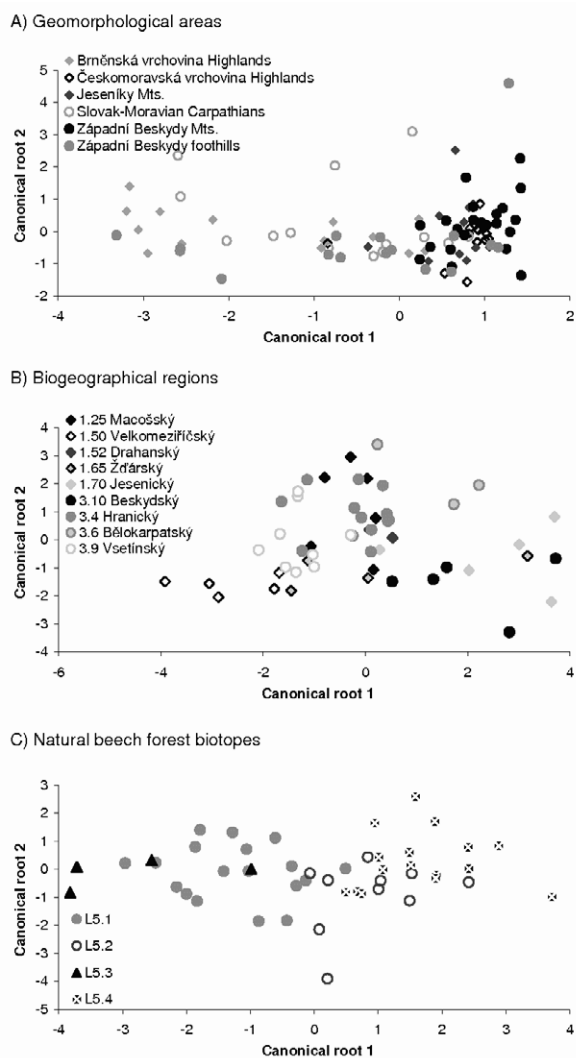 A) Geomorphological areas
Canonical root 2
5
4
3
2
1
0
-1
-2
Brněnská vrchovina Highlands
Českomoravská vrchovina Highlands
Jeseníky Mts.
Slovak-Moravian Carpathians
Západní Beskydy Mts.
Západní Beskydy foothills
-4 -3 -2 -1 0 1 2
Canonical root 1
B) Biogeographical regions
Canonical root 2
4
3
2
1
0
-1
-2
-3
-4
1.25 Macošský
1.50 Velkomeziříčský
1.52 Drahanský
1.65 Žďárský
1.70 Jesenický
3.10 Beskydský
3.4 Hranický
3.6 Bělokarpatský
3.9 Vsetínský
-6 -4 -2 0 2 4
Canonical root 1
C) Natural beech forest biotopes
Canonical root 2
3
2
1
0
-1
-2
-3
-4
-5
L5.1
L5.2
L5.3
L5.4
-4 -3 -2 -1 0 1 2 3 4
Canonical root 1